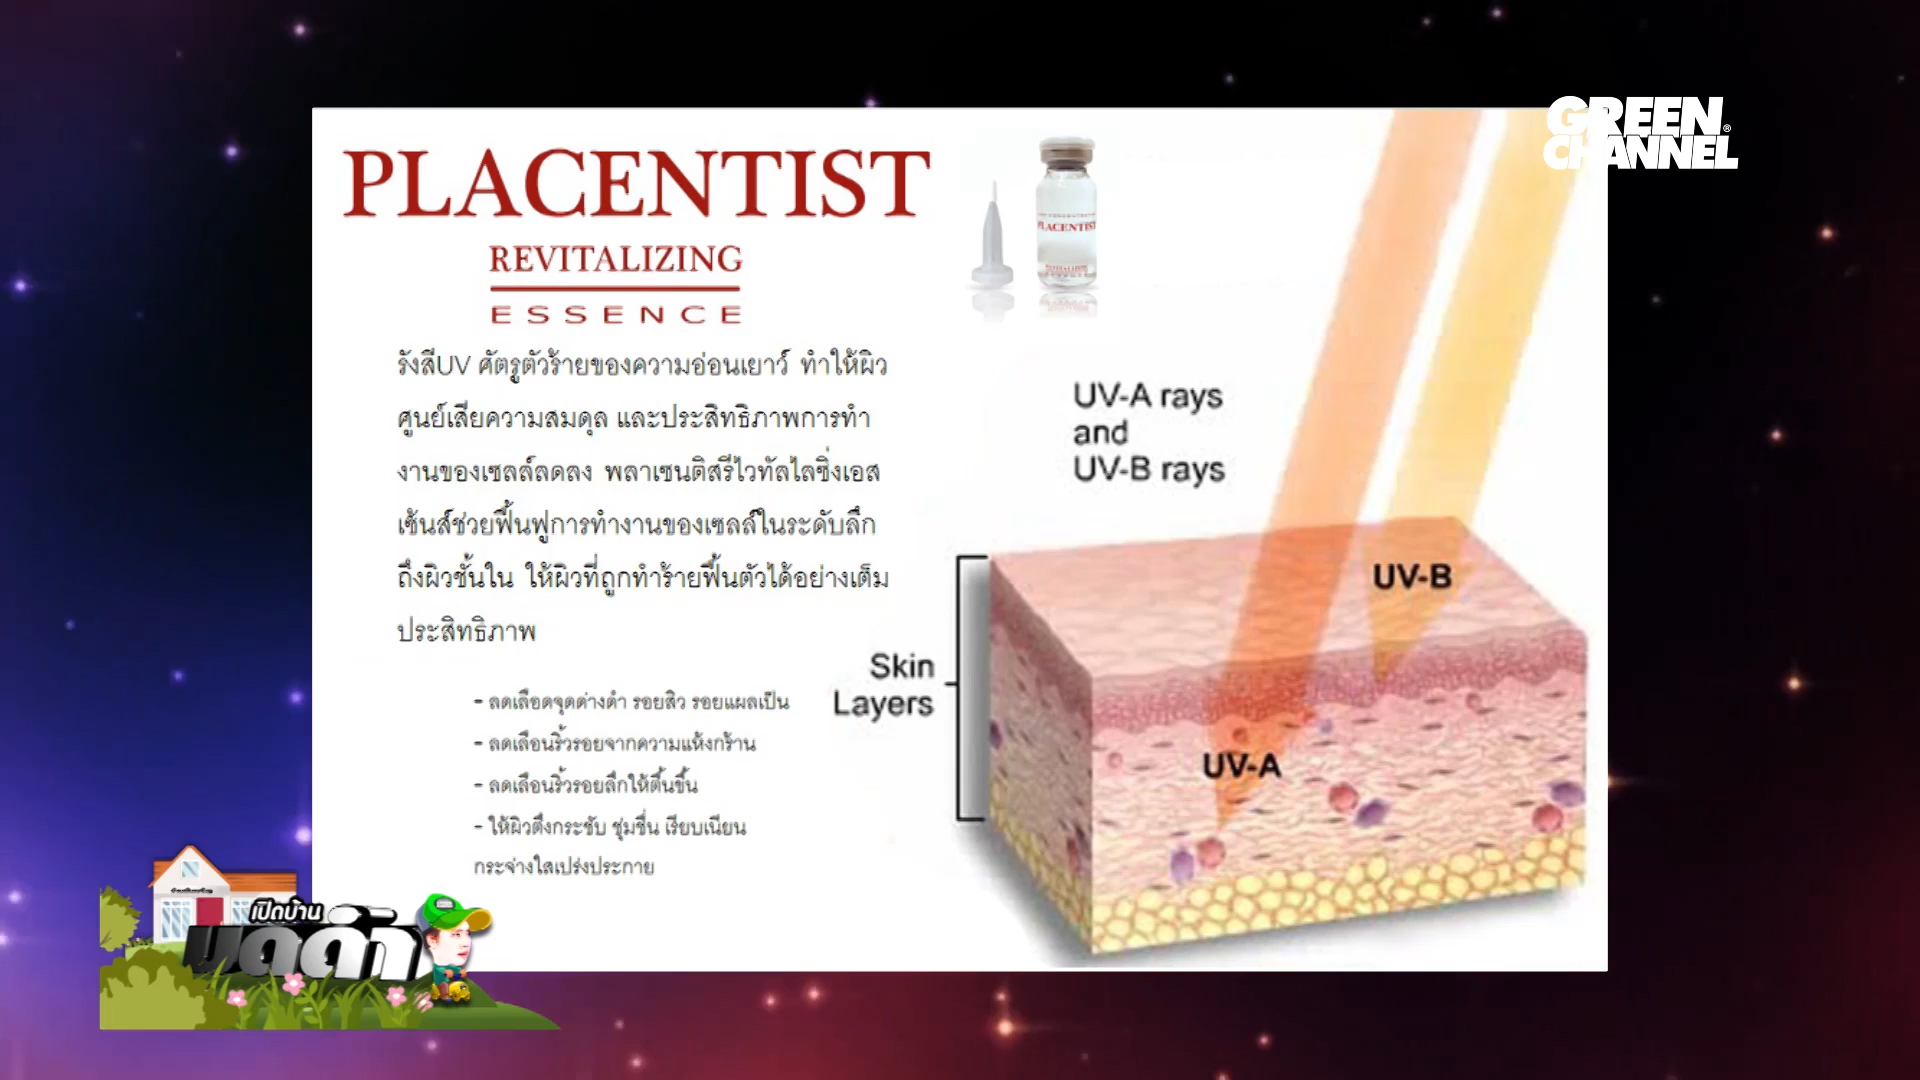 GREEN
CHANNEL
PLACENTIST
REVITALIZING
ESSENCE
PLACENTIST
รังสีUV ศัตรูตัวร้ายของความอ่อนเยาว์ ทำให้ผิว
ศูนย์เสียความสมดุล และประสิทธิภาพการทำ
งานของเซลล์ลดลง พลาเซนติสรีไวทัลไลซิ่งเอส
เซ้นส์ช่วยฟื้นฟูการทำงานของเซลล์ในระดับลึก
ถึงผิวชั้นใน ให้ผิวที่ถูกทำร้ายฟื้นตัวได้อย่างเต็ม
ประสิทธิภาพ
- ลดเลือดจุดด่างดำ รอยสิว รอยแผลเป็น
- ลดเลือนริ้วรอยจากความแห้งกร้าน
- ลดเลือนริ้วรอยลึกให้ตื้นขึ้น
- ให้ผิวตึงกระชับ ชุ่มชื่น เรียบเนียน
กระจ่างใสเปร่งประกาย
UV-A rays
and
UV-B rays
UV-B
Skin
Layers
UV-A
เปิดบ้าน
มดดำ